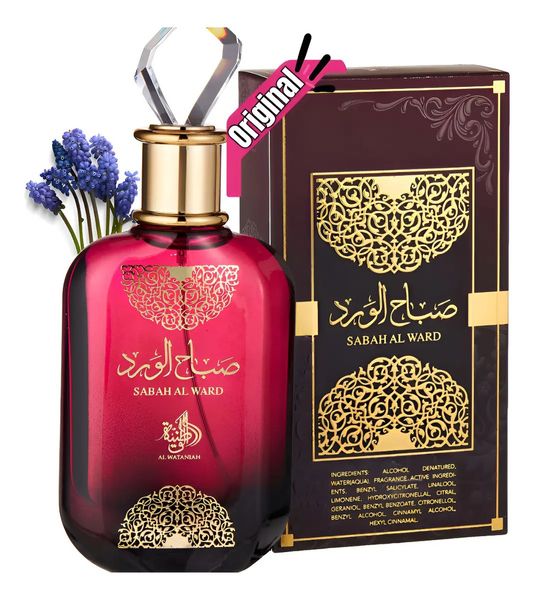 Original
صباح الورد
SABAH AL WARD
الوطنية
AL WATANIAH
صباح الورد
SABAH AL WARD
INGREDIENTS: ALCOHOL DENATURED,
WATER(AQUA) FRAGRANCE, ACTIVE INGREDI-
ENTS, BENZYL SALICYLATE, LINALOOL,
LIMONENE, HYDROXYCITRONELLAL, CITRAL,
GERANIOL, BENZYL BENZOATE, CITRONELLOL,
BENZYL ALCOHOL, CINNAMYL ALCOHOL,
HEXYL CINNAMAL.